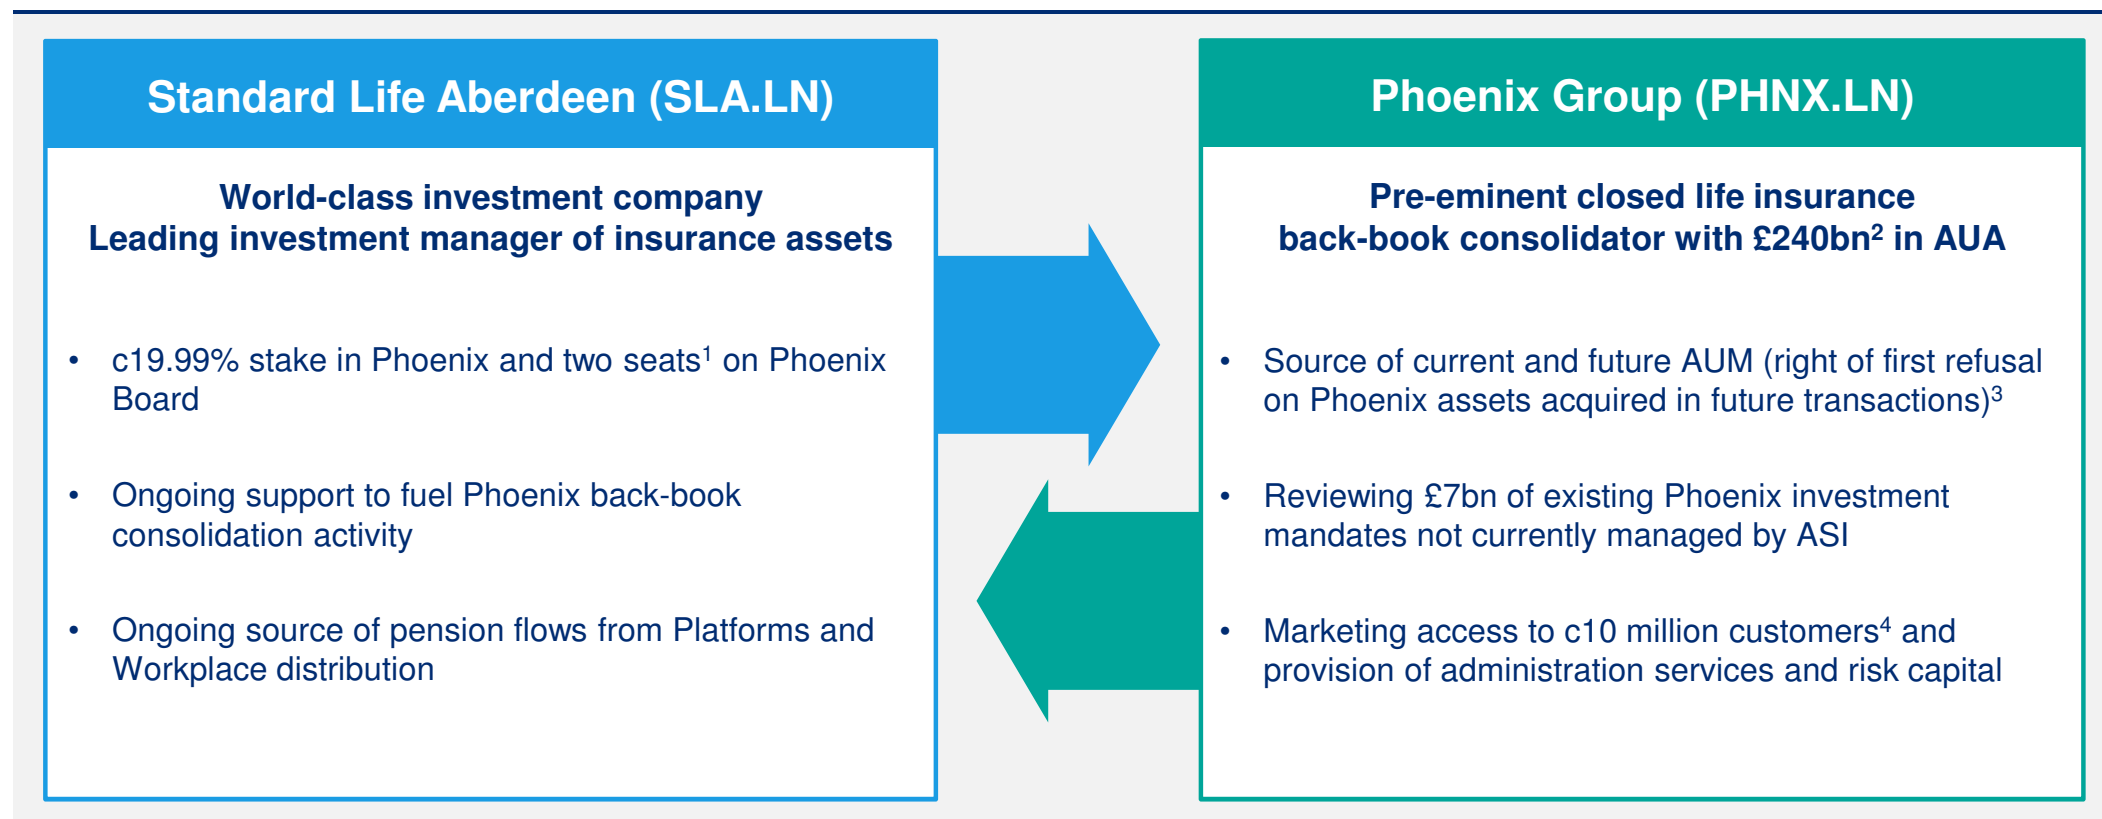 Standard Life Aberdeen (SLA.LN)
World-class investment company
Leading investment manager of insurance assets
• c19.99% stake in Phoenix and two seats¹ on Phoenix
Board
• Ongoing support to fuel Phoenix back-book
consolidation activity
• Ongoing source of pension flows from Platforms and
Workplace distribution
Phoenix Group (PHNX.LN)
Pre-eminent closed life insurance
back-book consolidator with £240bn² in AUA
• Source of current and future AUM (right of first refusal
on Phoenix assets acquired in future transactions)³
• Reviewing £7bn of existing Phoenix investment
mandates not currently managed by ASI
• Marketing access to c10 million customers⁴ and
provision of administration services and risk capital